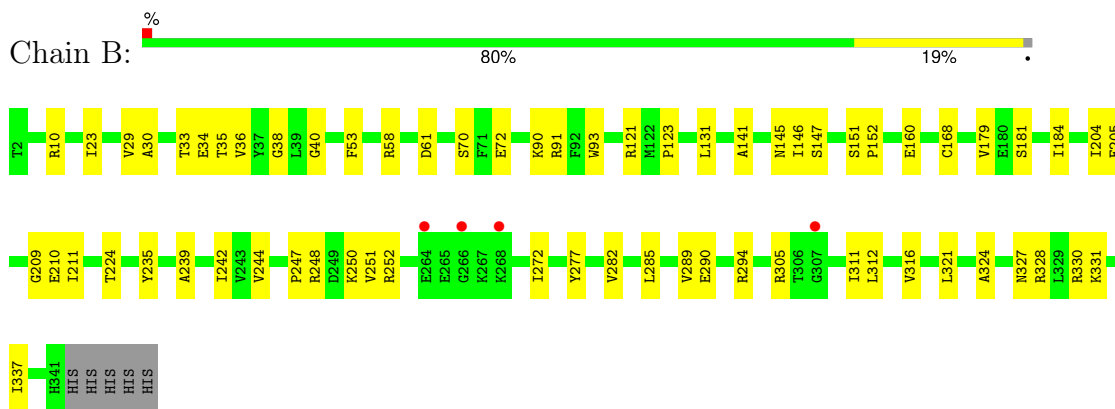 %
Chain B:
80% 19% •
T2 R10 I23 V29 A30 T33 E34 T35 V36 Y37 G38 L39 G40 F53 R58 D61 S70 F71 E72 K90 R91 F92 W93 R121 M122 P123 L131 A141 N145 I146 S147 S151 P152 E160 C168 V179 E180 S181 I184 I204
G209 E210 I211 T224 Y235 A239 I242 V243 V244 P247 R248 D249 K250 V251 R252 E264 E265 G266 K267 K268 I272 Y277 V282 L285 V289 E290 R294 R305 T306 G307 I311 L312 V316 L321 A324 N327 R328 L329 R330 K331
I337 H341 HIS HIS HIS HIS HIS